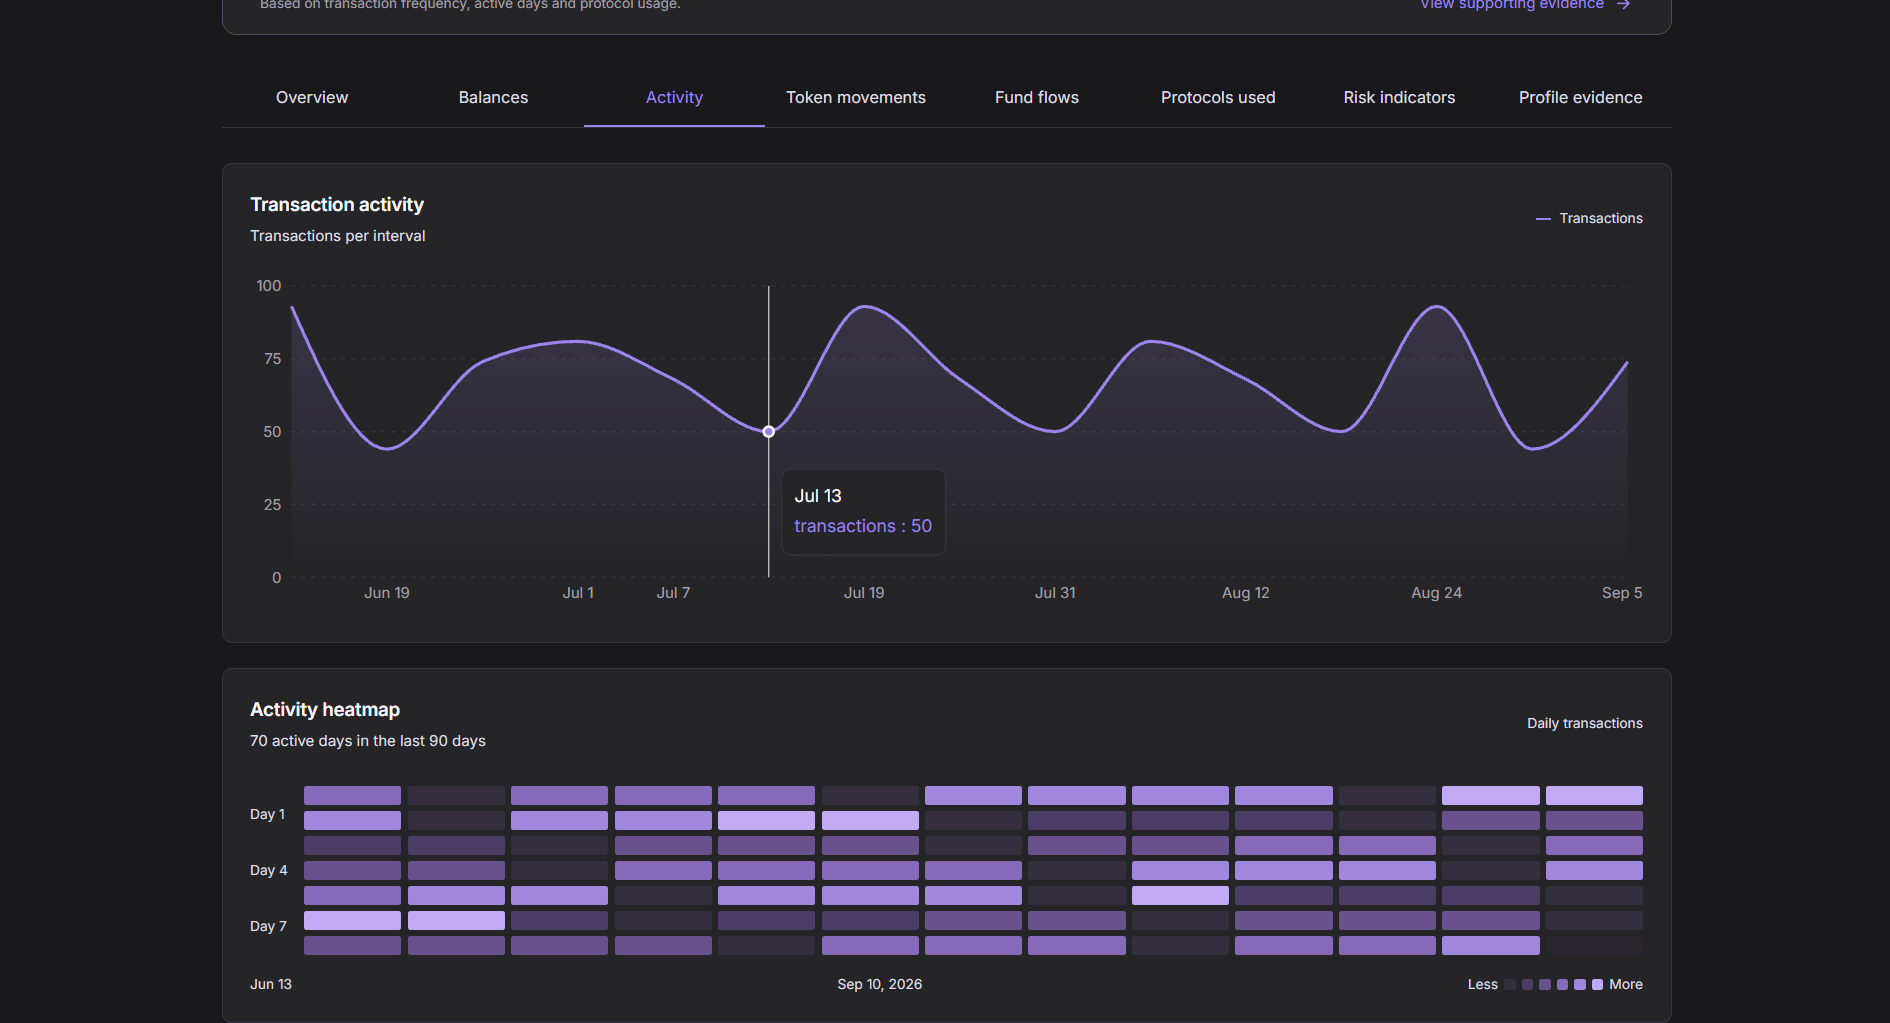 Based on transaction frequency, active days and protocol usage.
View supporting evidence →
Overview
Balances
Activity
Token movements
Fund flows
Protocols used
Risk indicators
Profile evidence
Transaction activity
Transactions per interval
Transactions
100
75
50
25
0
Jul 13
transactions : 50
Jun 19
Jul 1
Jul 7
Jul 19
Jul 31
Aug 12
Aug 24
Sep 5
Activity heatmap
70 active days in the last 90 days
Daily transactions
Day 1
Day 4
Day 7
Jun 13
Sep 10, 2026
Less
More